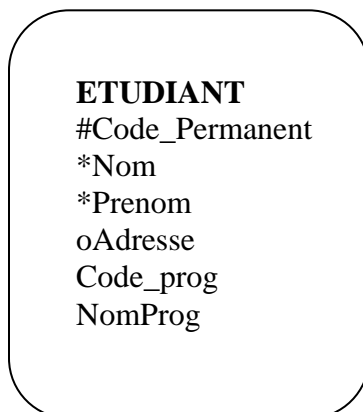 ETUDIANT
#Code_Permanent
*Nom
*Prenom
oAdresse
Code_prog
NomProg